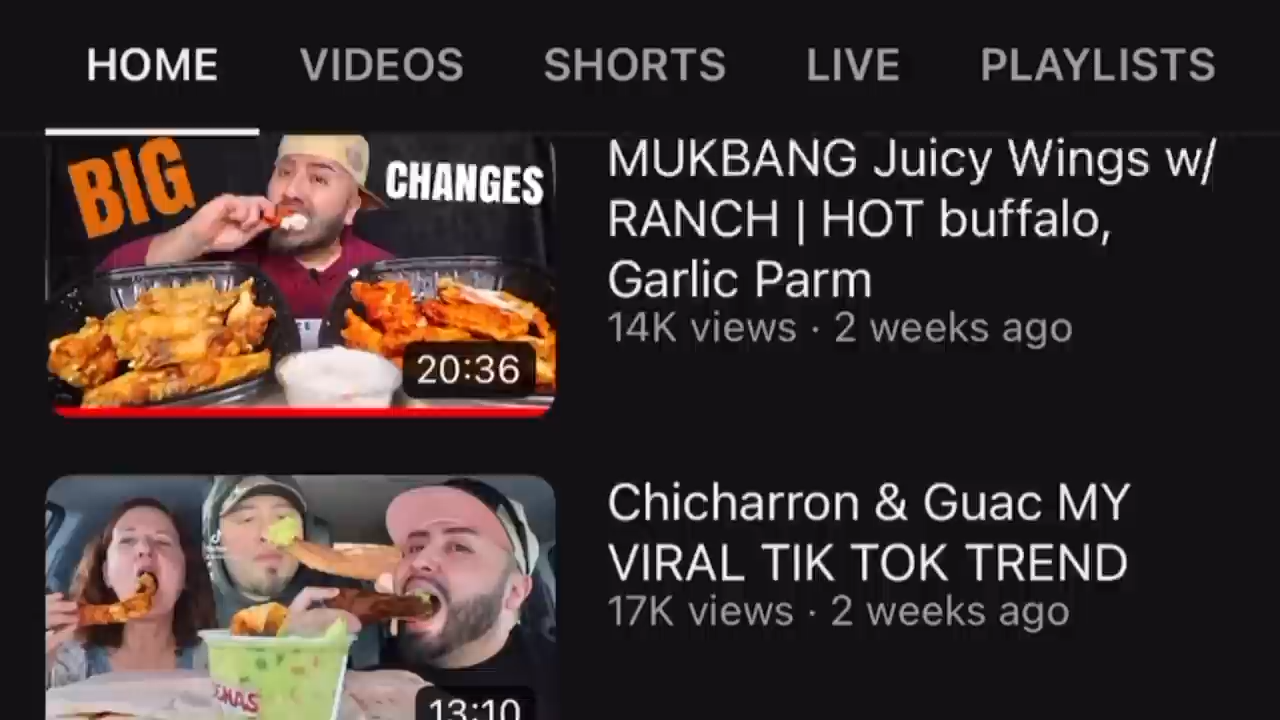 HOME VIDEOS SHORTS LIVE PLAYLISTS
BIG CHANGES
20:36
MUKBANG Juicy Wings w/
RANCH | HOT buffalo,
Garlic Parm
14K views · 2 weeks ago
13:10
Chicharron & Guac MY
VIRAL TIK TOK TREND
17K views · 2 weeks ago